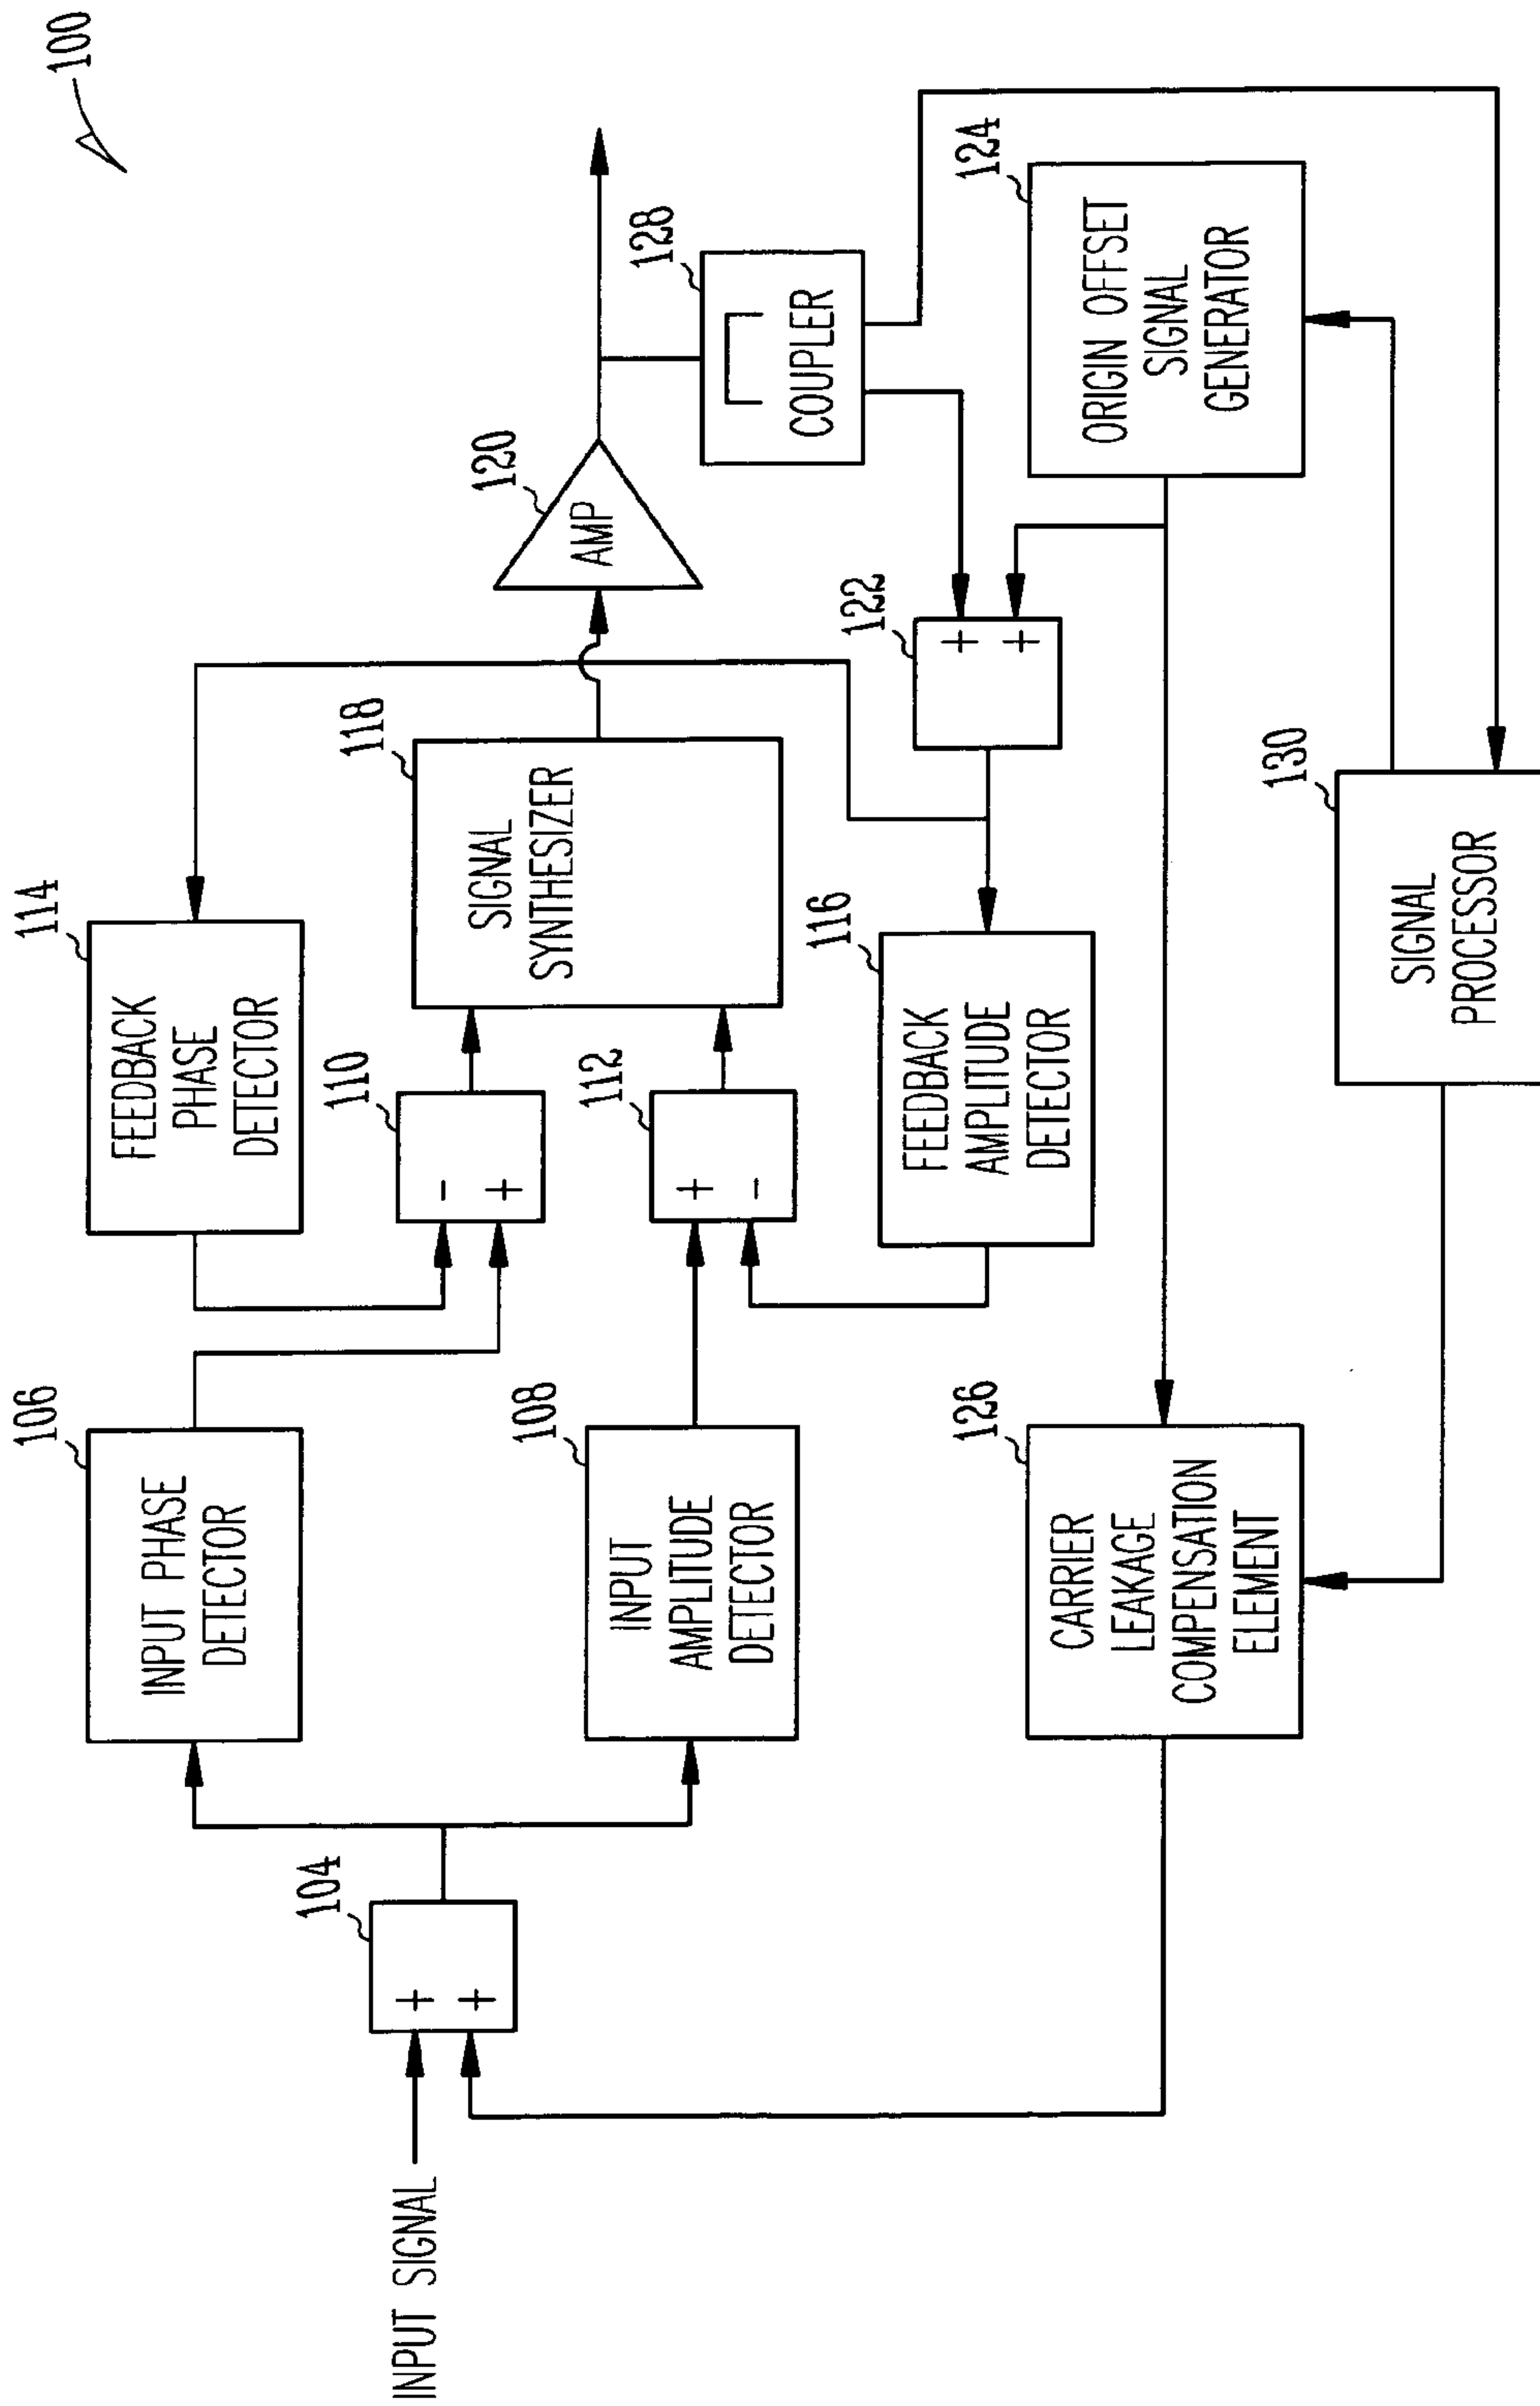 100
114
FEEDBACK
PHASE
DETECTOR
106
INPUT PHASE
DETECTOR
118
SIGNAL
SYNTHESIZER
120
AMP
110
-
+
104
+
+
INPUT SIGNAL
108
INPUT
AMPLITUDE
DETECTOR
112
+
-
128
COUPLER
122
+
+
116
FEEDBACK
AMPLITUDE
DETECTOR
124
ORIGIN OFFSET
SIGNAL
GENERATOR
126
CARRIER
LEAKAGE
COMPENSATION
ELEMENT
130
SIGNAL
PROCESSOR